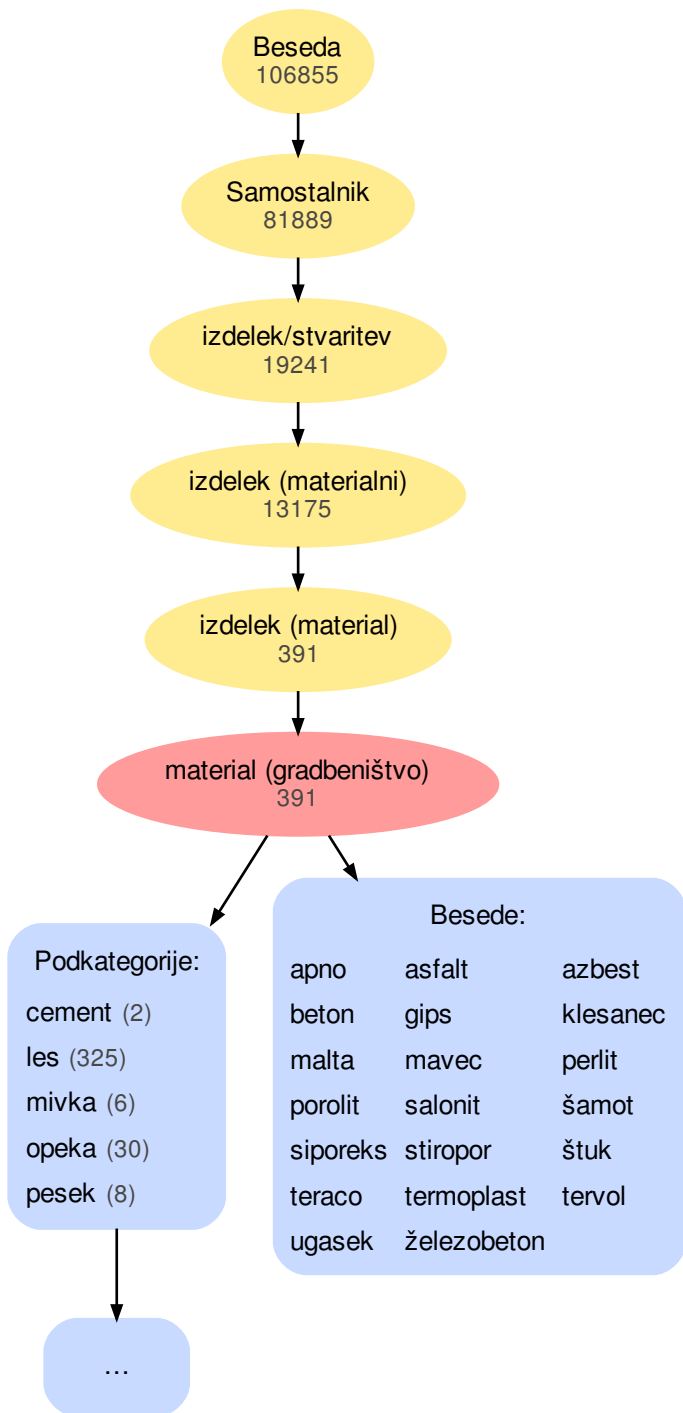 Beseda
106855
Samostalnik
81889
izdelek/stvaritev
19241
izdelek (materialni)
13175
izdelek (material)
391
material (gradbeništvo)
391
Podkategorije:
cement (2)
les (325)
mivka (6)
opeka (30)
pesek (8)
...
Besede:
apno asfalt azbest
beton gips klesanec
malta mavec perlit
porolit salonit šamot
siporeks stiropor štuk
teraco termoplast tervol
ugasek železobeton